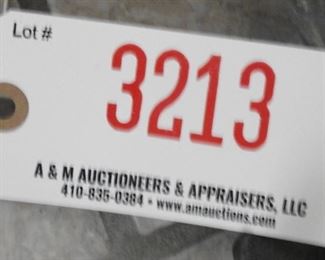 Lot #
3213
A & M AUCTIONEERS & APPRAISERS, LLC
410-835-0384 • www.amauctions.com